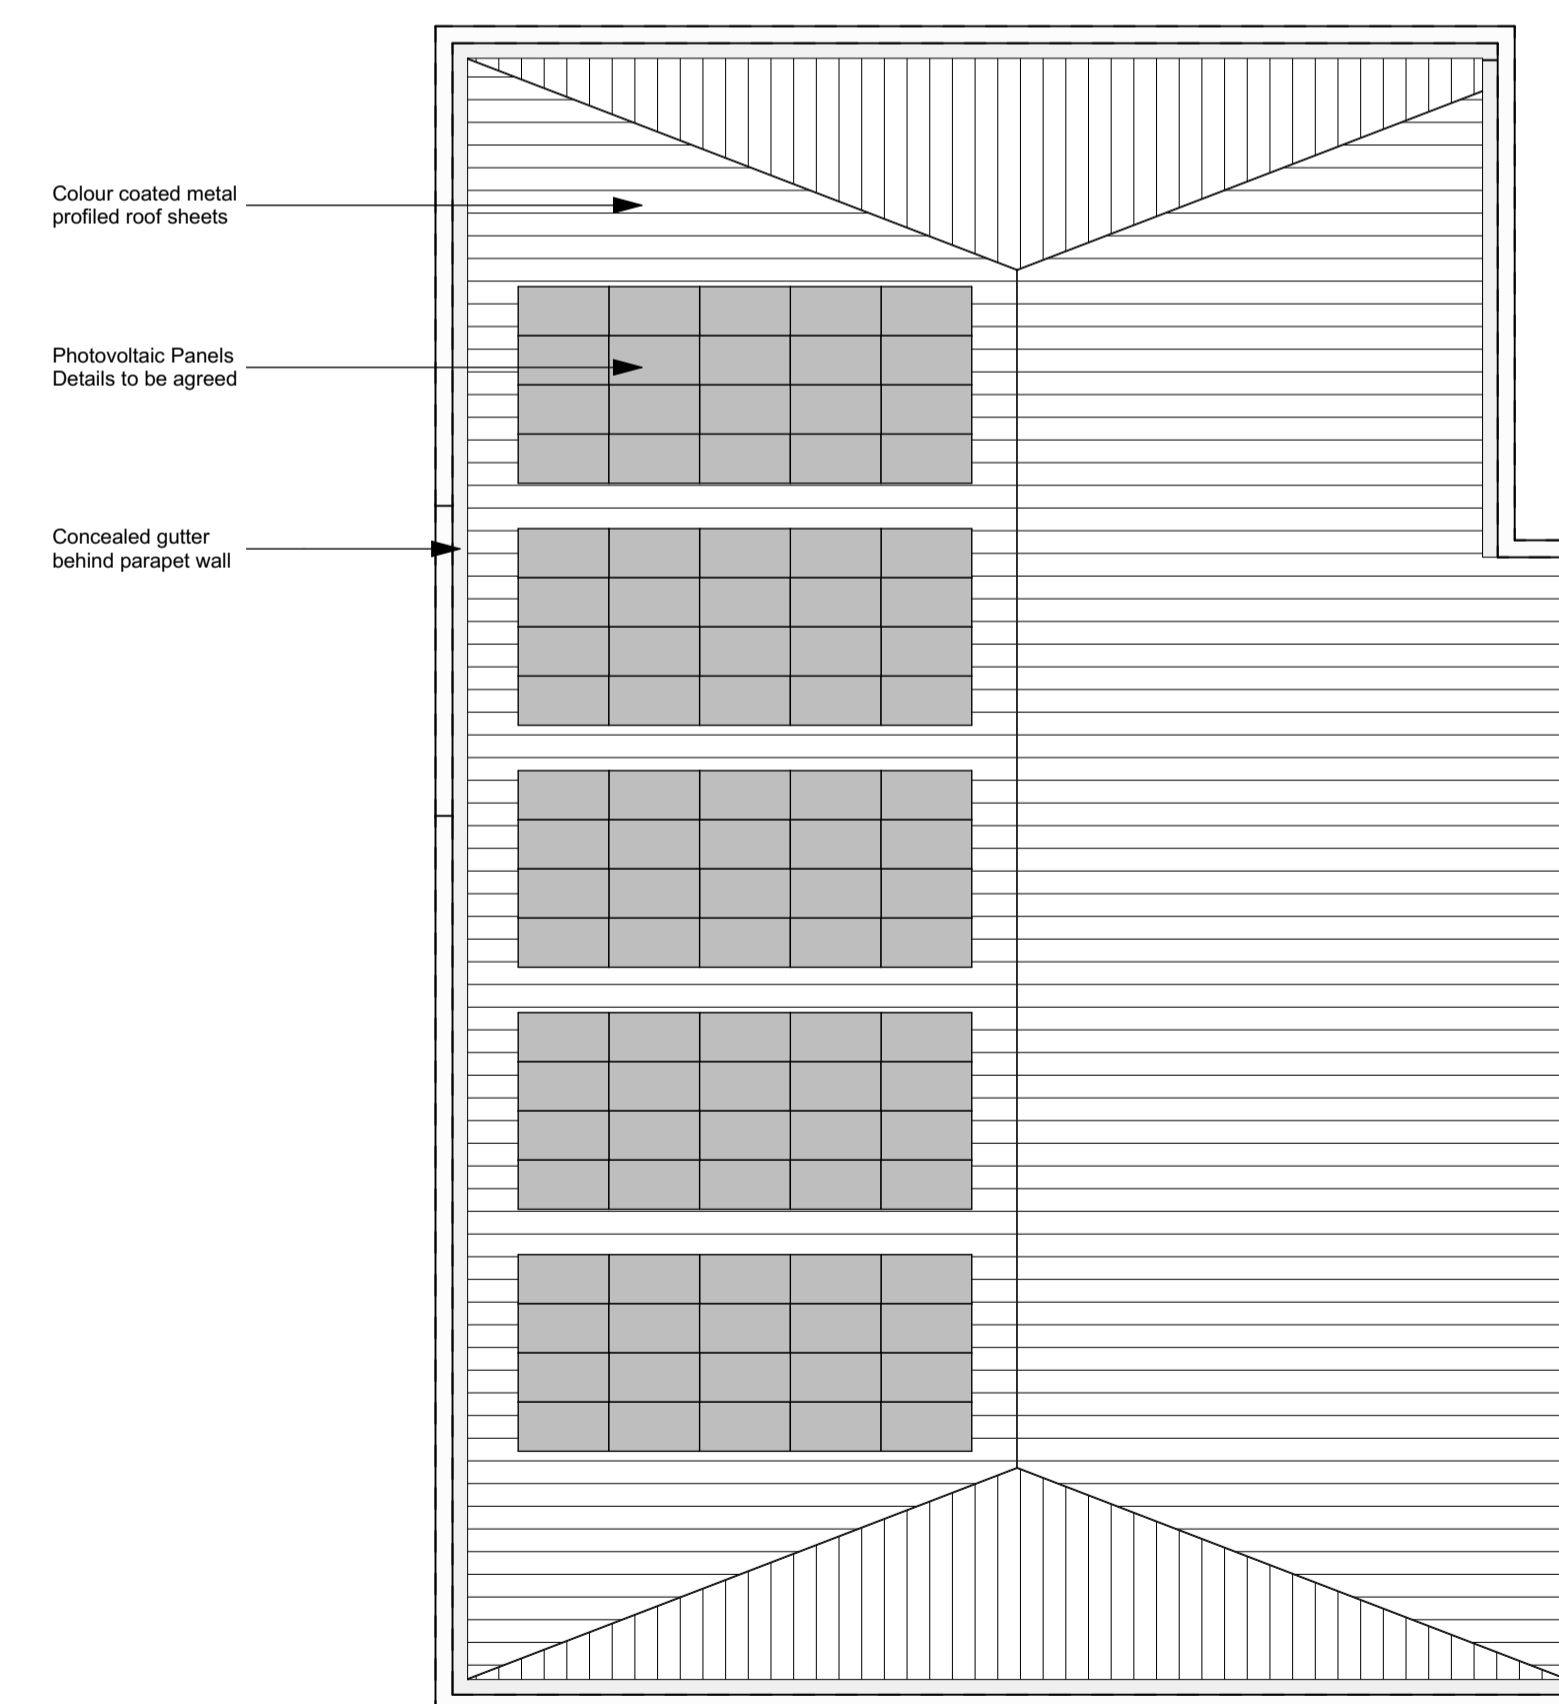 Colour coated metal
profiled roof sheets
Photovoltaic Panels
Details to be agreed
Concealed gutter
behind parapet wall